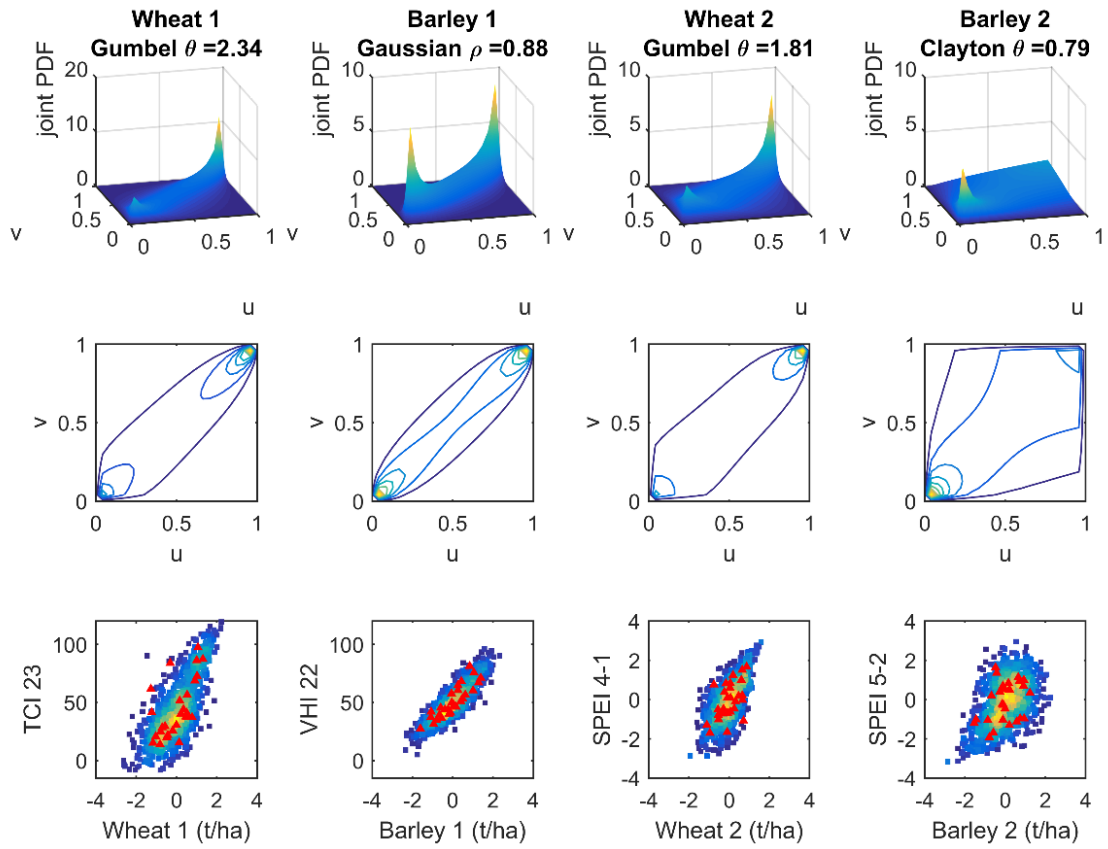 Wheat 1
Gumbel θ =2.34
Barley 1
Gaussian ρ =0.88
Wheat 2
Gumbel θ =1.81
Barley 2
Clayton θ =0.79
joint PDF
20
10
0
1
0.5
0
v
0
0.5
1
u
joint PDF
10
5
0
1
0.5
0
v
0
0.5
1
u
joint PDF
10
5
0
1
0.5
0
v
0
0.5
1
u
joint PDF
10
5
0
1
0.5
0
v
0
0.5
1
u
v
1
0.5
0
0
0.5
1
u
v
1
0.5
0
0
0.5
1
u
v
1
0.5
0
0
0.5
1
u
v
1
0.5
0
0
0.5
1
u
TCI 23
100
50
0
-4 -2 0 2 4
Wheat 1 (t/ha)
VHI 22
100
50
0
-4 -2 0 2 4
Barley 1 (t/ha)
SPEI 4-1
4
2
0
-2
-4
-4 -2 0 2 4
Wheat 2 (t/ha)
SPEI 5-2
4
2
0
-2
-4
-4 -2 0 2 4
Barley 2 (t/ha)